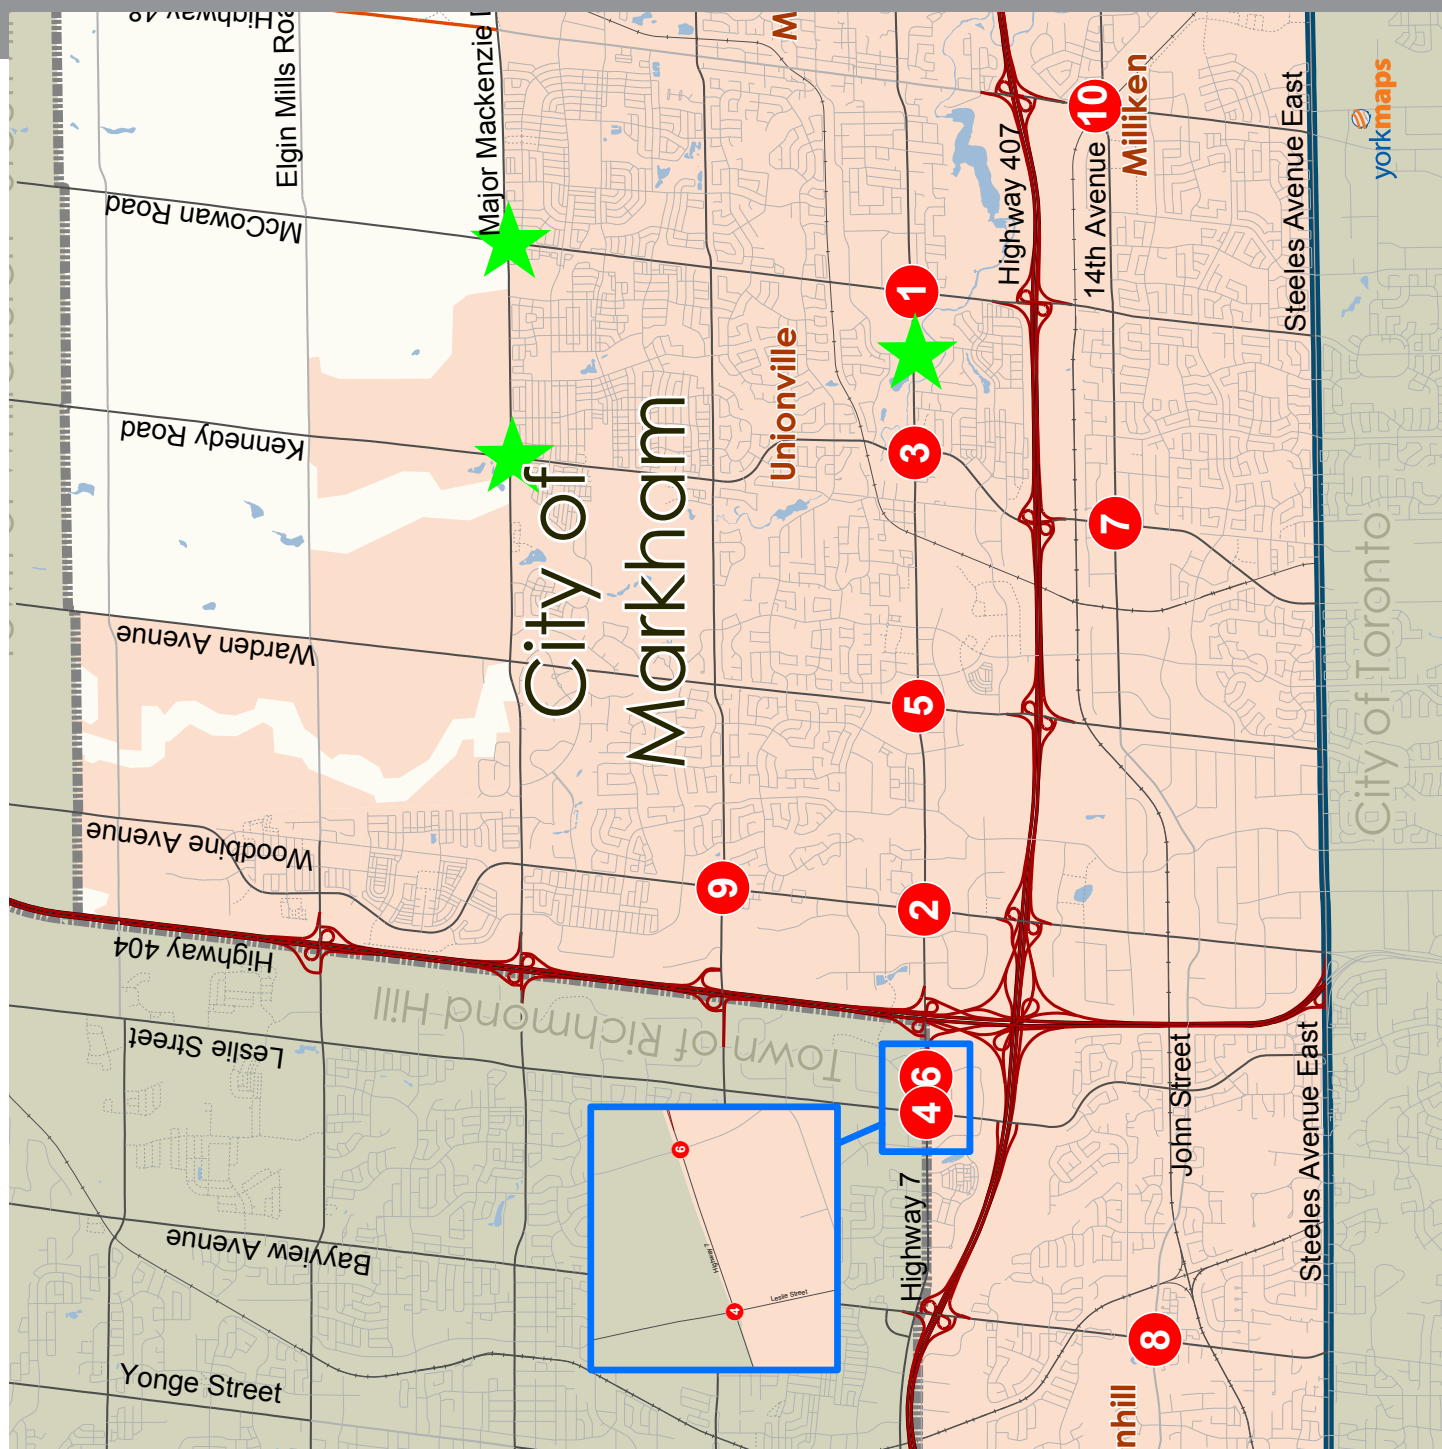 Highway 48
Elgin Mills Roa
Major Mackenzie
M
10
Milliken
Highway 407
14th Avenue
Steeles Avenue East
yorkmaps
McCowan Road
1
Unionville
Kennedy Road
3
City of
Markham
7
City of Toronto
Warden Avenue
5
Woodbine Avenue
9
2
Highway 404
Town of Richmond Hill
Leslie Street
6
4
John Street
Steeles Avenue East
6
Highway 7
4
Leslie Street
Highway 7
Bayview Avenue
8
Yonge Street
nhill